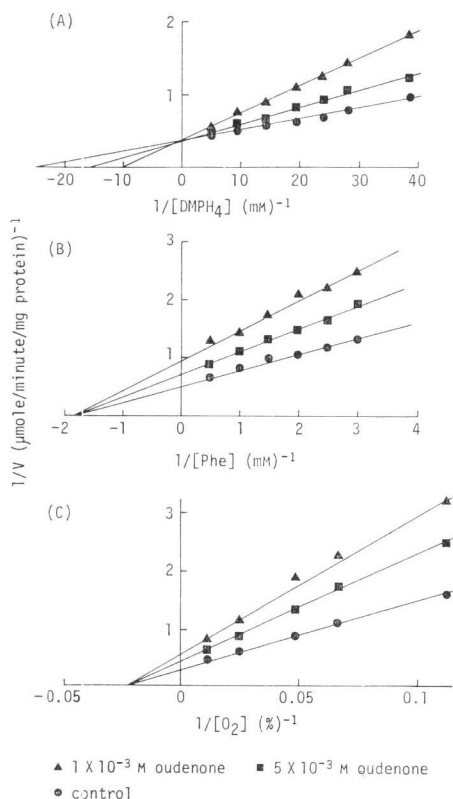 (A)
2
1
-20 -10 0 10 20 30 40
1/[DMPH4] (mM)-1
(B)
3
2
1
-2 -1 0 1 2 3 4
1/[Phe] (mM)-1
1/V (µmole/minute/mg protein)-1
(C)
3
2
1
-0.05 0 0.05 0.1
1/[O2] (%)-1
▲ 1 X 10-3 M oudenone ■ 5 X 10-3 M oudenone
● control